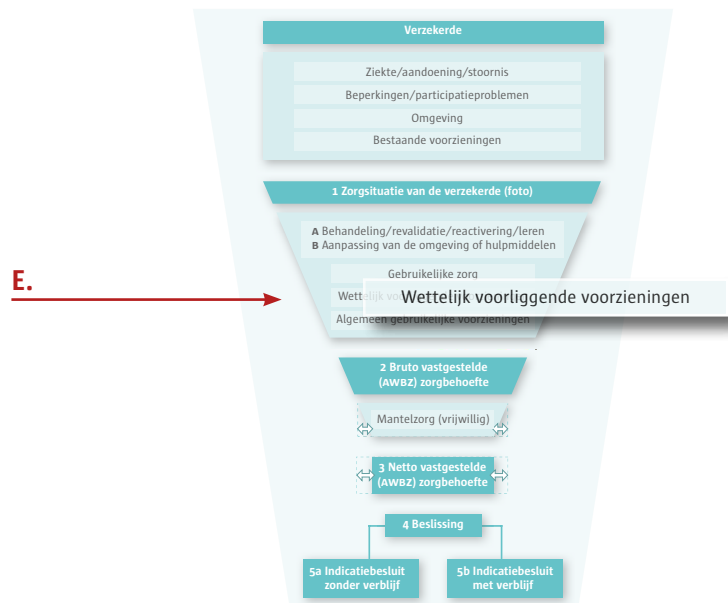 Verzekerde
Ziekte/aandoening/stoornis
Beperkingen/participatieproblemen
Omgeving
Bestaande voorzieningen
1 Zorgsituatie van de verzekerde (foto)
A Behandeling/revalidatie/reactivering/leren
B Aanpassing van de omgeving of hulpmiddelen
Gebruikelijke zorg
E.
Wettelijk voorliggende voorzieningen
Algemeen gebruikelijke voorzieningen
2 Bruto vastgestelde
(AWBZ) zorgbehoefte
Mantelzorg (vrijwillig)
3 Netto vastgestelde
(AWBZ) zorgbehoefte
4 Beslissing
5a Indicatiebesluit
zonder verblijf
5b Indicatiebesluit
met verblijf